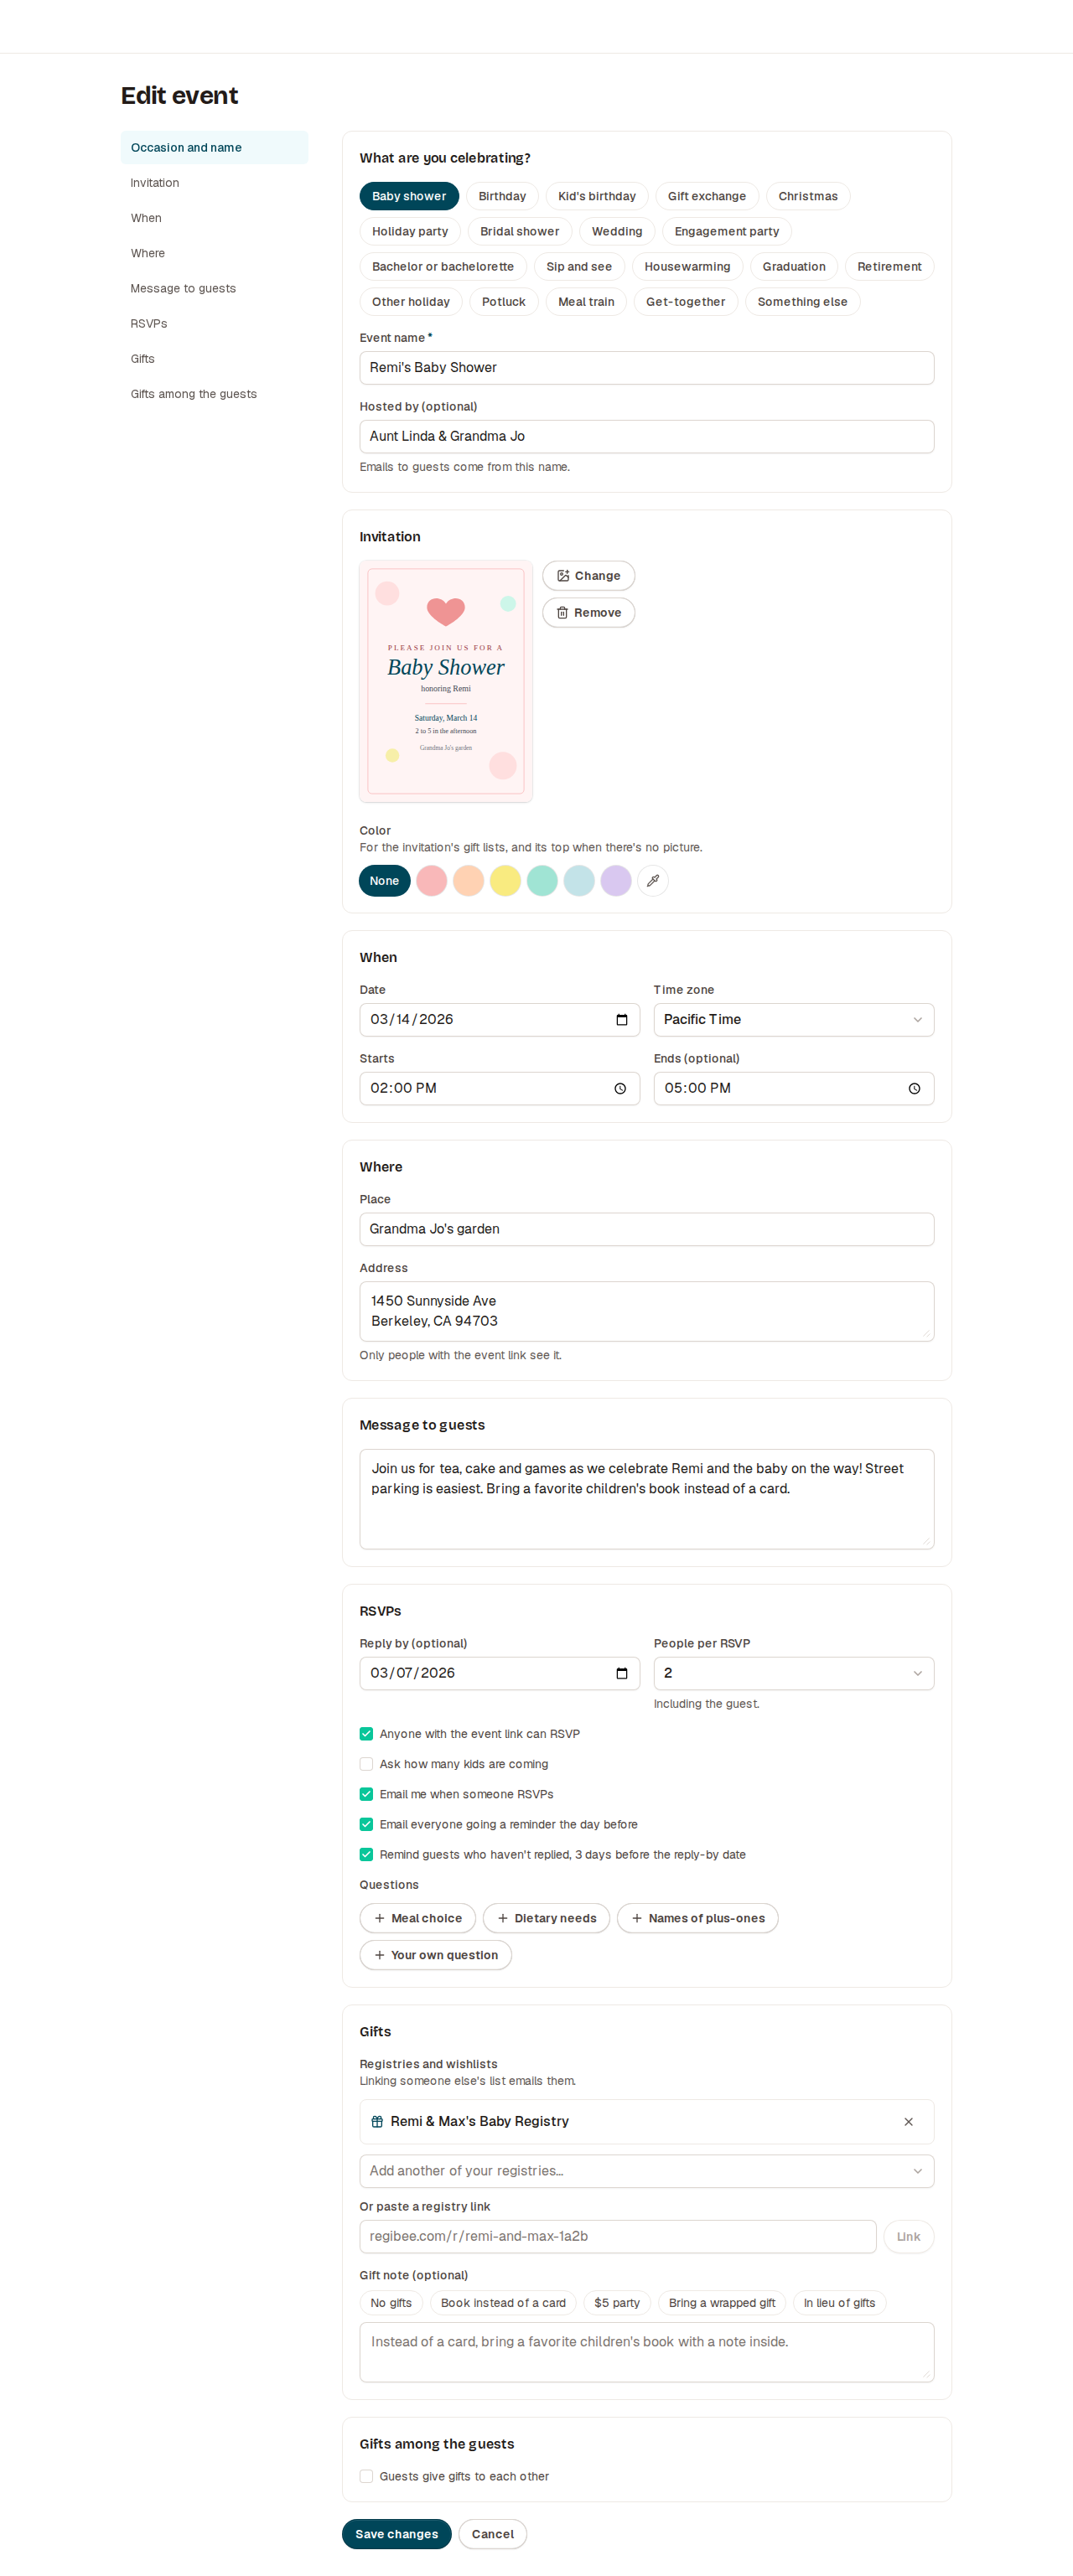 Edit event
Occasion and name
Invitation
When
Where
Message to guests
RSVPs
Gifts
Gifts among the guests
What are you celebrating?
Baby shower Birthday Kid's birthday Gift exchange Christmas
Holiday party Bridal shower Wedding Engagement party
Bachelor or bachelorette Sip and see Housewarming Graduation Retirement
Other holiday Potluck Meal train Get-together Something else
Event name *
Remi's Baby Shower
Hosted by (optional)
Aunt Linda & Grandma Jo
Emails to guests come from this name.
Invitation
PLEASE JOIN US FOR A
Baby Shower
honoring Remi
Saturday, March 14
2 to 5 in the afternoon
Grandma Jo's garden
Change
Remove
Color
For the invitation's gift lists, and its top when there's no picture.
None
When
Date Time zone
03/14/2026 Pacific Time
Starts Ends (optional)
02:00 PM 05:00 PM
Where
Place
Grandma Jo's garden
Address
1450 Sunnyside Ave
Berkeley, CA 94703
Only people with the event link see it.
Message to guests
Join us for tea, cake and games as we celebrate Remi and the baby on the way! Street
parking is easiest. Bring a favorite children's book instead of a card.
RSVPs
Reply by (optional) People per RSVP
03/07/2026 2
Including the guest.
Anyone with the event link can RSVP
Ask how many kids are coming
Email me when someone RSVPs
Email everyone going a reminder the day before
Remind guests who haven't replied, 3 days before the reply-by date
Questions
Meal choice Dietary needs Names of plus-ones
Your own question
Gifts
Registries and wishlists
Linking someone else's list emails them.
Remi & Max's Baby Registry
Add another of your registries...
Or paste a registry link
regibee.com/r/remi-and-max-1a2b Link
Gift note (optional)
No gifts Book instead of a card $5 party Bring a wrapped gift In lieu of gifts
Instead of a card, bring a favorite children's book with a note inside.
Gifts among the guests
Guests give gifts to each other
Save changes Cancel